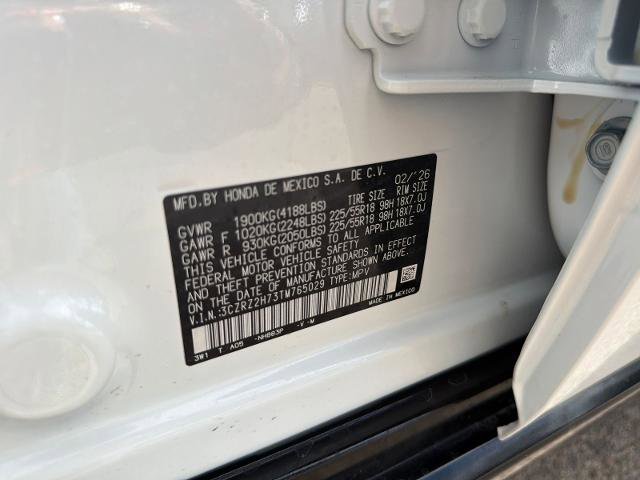 MFD.BY HONDA DE MEXICO S.A. DE C.V. 02/'26
GVWR 1900KG(4188LBS) TIRE SIZE RIM SIZE
GAWR F 1020KG(2248LBS) 225/55R18 98H 18X7.0J
GAWR R 930KG(2050LBS) 225/55R18 98H 18X7.0J
THIS VEHICLE CONFORMS TO ALL APPLICABLE
FEDERAL MOTOR VEHICLE SAFETY
AND THEFT PREVENTION STANDARDS IN EFFECT
ON THE DATE OF MANUFACTURE SHOWN ABOVE.
V.I.N.:3CZRZ2H73TM765029 TYPE:MPV
3W1 T A05 -NH883P -V-M MADE IN MEXICO